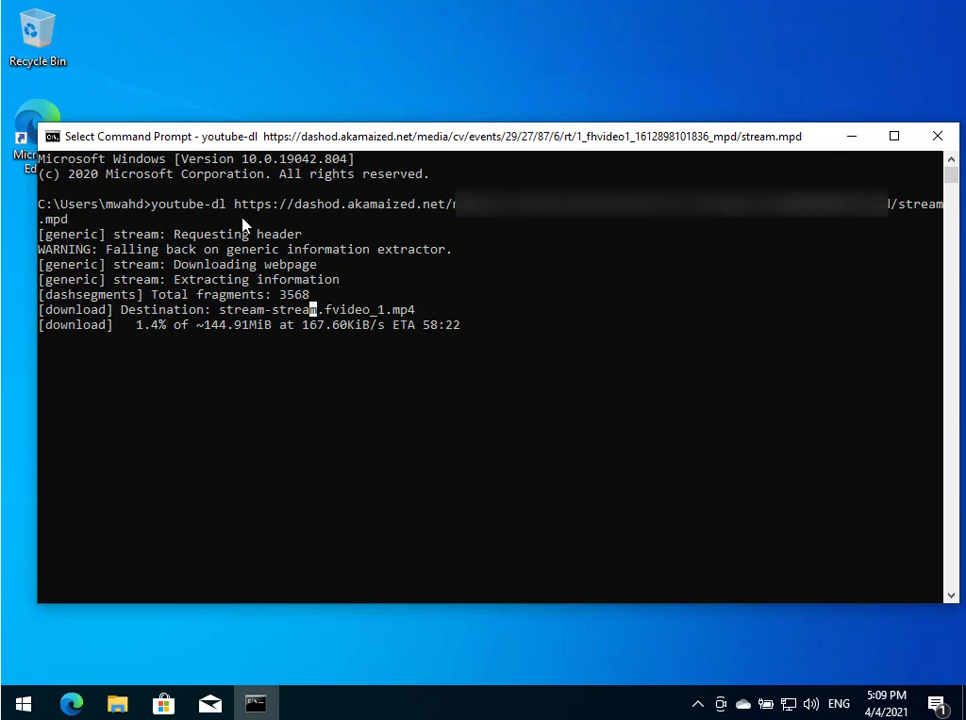 Recycle Bin
Select Command Prompt - youtube-dl  https://dashod.akamaized.net/media/cv/events/29/27/87/6/rt/1_fhvideo1_1612898101836_mpd/stream.mpd
Micr
Ed
Microsoft Windows [Version 10.0.19042.804]
(c) 2020 Microsoft Corporation. All rights reserved.
C:\Users\mwahd>youtube-dl https://dashod.akamaized.net/ /stream
.mpd
[generic] stream: Requesting header
WARNING: Falling back on generic information extractor.
[generic] stream: Downloading webpage
[generic] stream: Extracting information
[dashsegments] Total fragments: 3568
[download] Destination: stream-stream.fvideo_1.mp4
[download]   1.4% of ~144.91MiB at 167.60KiB/s ETA 58:22
ENG
5:09 PM
4/4/2021
1